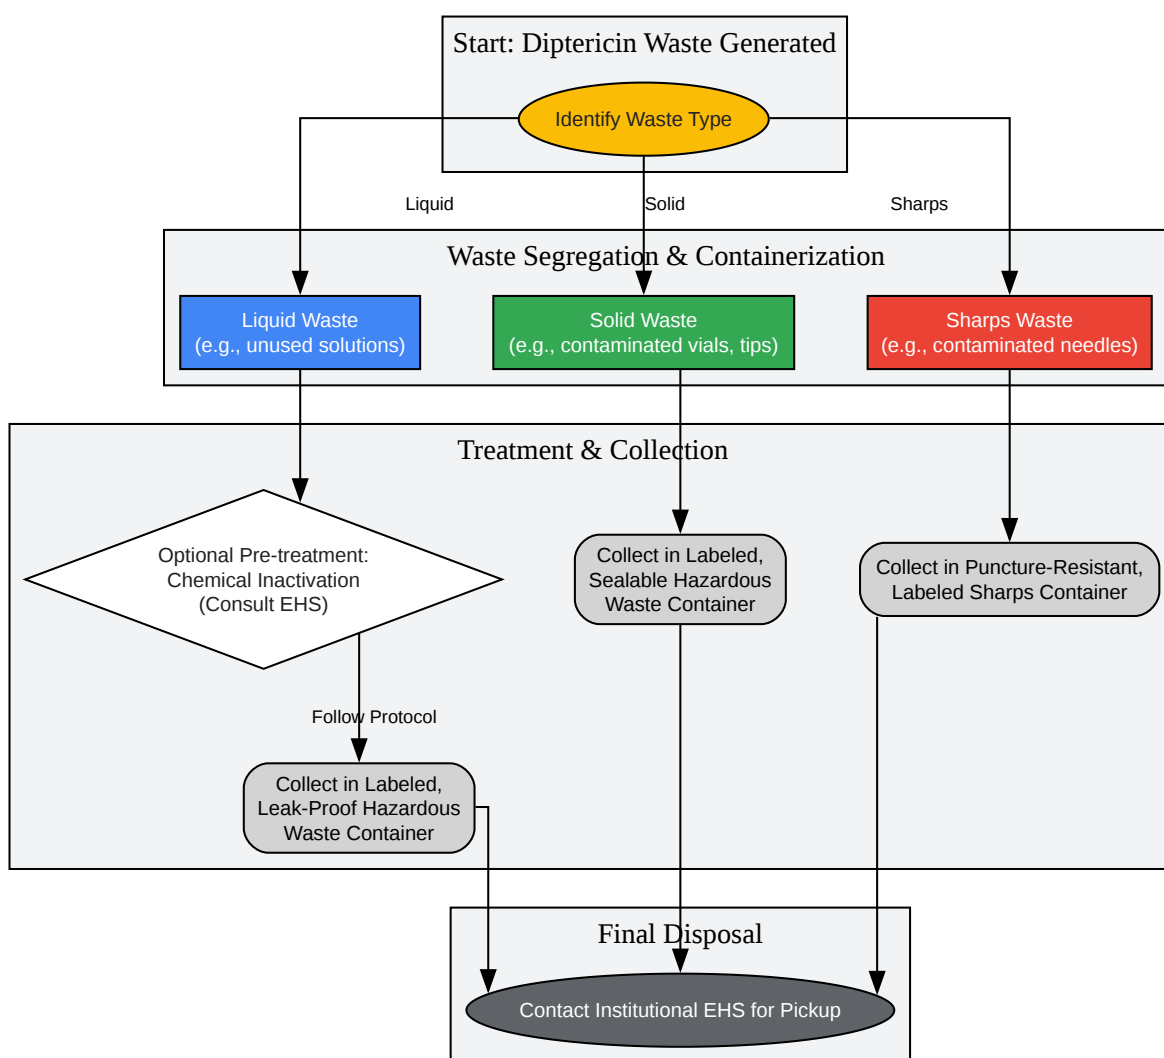 Start: Diptericin Waste Generated
Identify Waste Type
Liquid
Solid
Sharps
Waste Segregation & Containerization
Liquid Waste
(e.g., unused solutions)
Solid Waste
(e.g., contaminated vials, tips)
Sharps Waste
(e.g., contaminated needles)
Treatment & Collection
Optional Pre-treatment:
Chemical Inactivation
(Consult EHS)
Collect in Labeled,
Sealable Hazardous
Waste Container
Collect in Puncture-Resistant,
Labeled Sharps Container
Follow Protocol
Collect in Labeled,
Leak-Proof Hazardous
Waste Container
Final Disposal
Contact Institutional EHS for Pickup